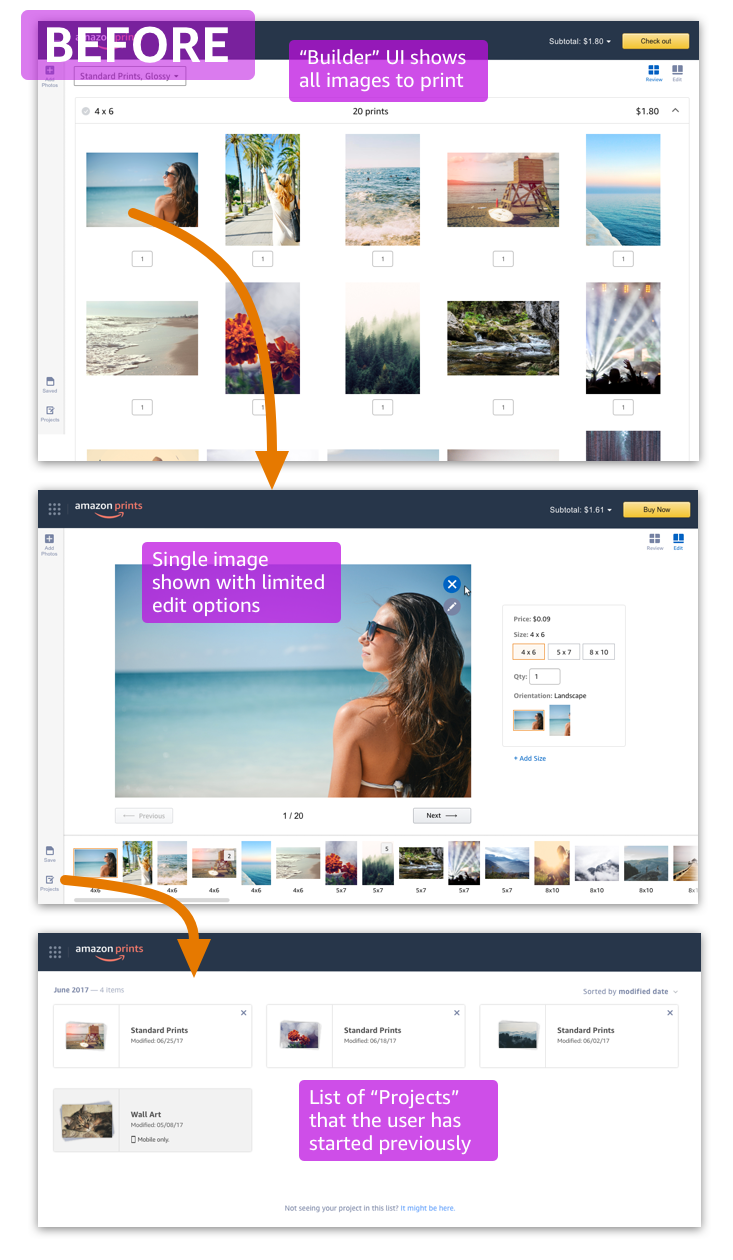 BEFORE
amazon prints
"Builder" UI shows
all images to print
Subtotal: $1.80
Check out
Add
Photos
Standard Prints, Glossy
Review
Edit
4 x 6
20 prints
$1.80
1
1
1
1
1
1
1
1
1
1
Saved
Projects
amazon prints
Subtotal: $1.61
Buy Now
Add
Photos
Review
Edit
Single image
shown with limited
edit options
Price: $0.09
Size: 4 x 6
4 x 6
5 x 7
8 x 10
Qty: 1
Orientation: Landscape
+ Add Size
Previous
1 / 20
Next
Save
Projects
2
5
4x6
4x6
4x6
4x6
4x6
4x6
5x7
5x7
5x7
5x7
5x7
8x10
8x10
8x10
amazon prints
June 2017 — 4 items
Sorted by modified date
Standard Prints
Modified: 06/25/17
Standard Prints
Modified: 06/18/17
Standard Prints
Modified: 06/02/17
Wall Art
Modified: 05/08/17
Mobile only.
List of "Projects"
that the user has
started previously
Not seeing your project in this list? It might be here.